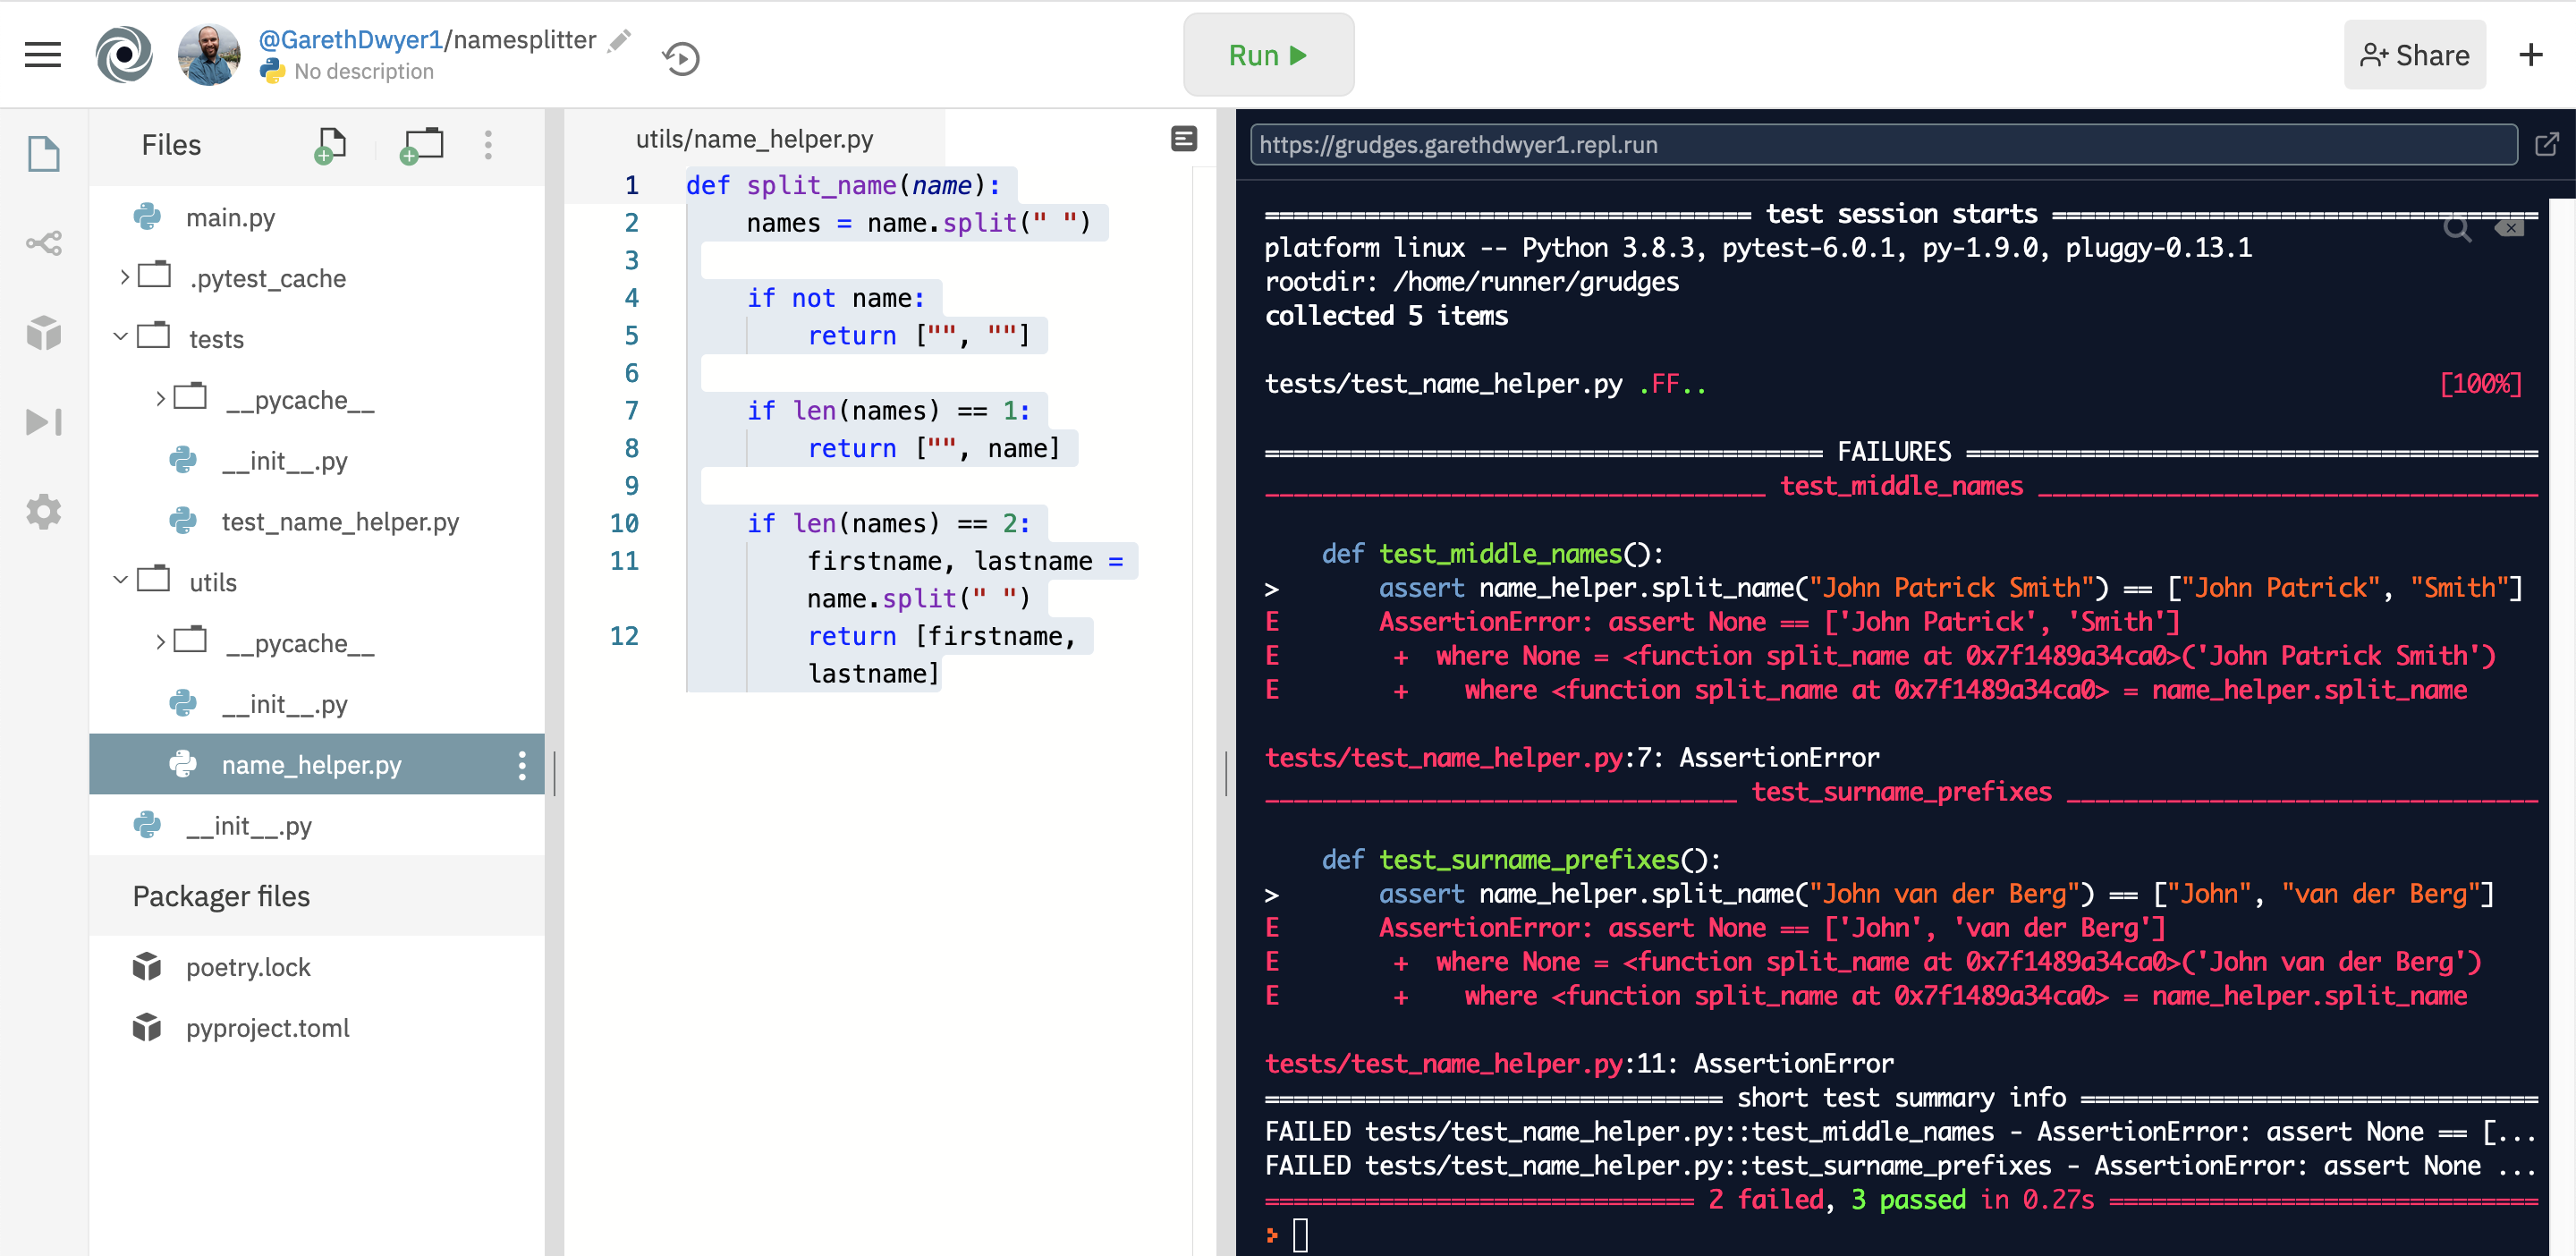 @GarethDwyer1/namesplitter
No description
Run
Share
Files
main.py
.pytest_cache
tests
__pycache__
__init__.py
test_name_helper.py
utils
__pycache__
__init__.py
name_helper.py
__init__.py
Packager files
poetry.lock
pyproject.toml
utils/name_helper.py
1 def split_name(name):
2 names = name.split(" ")
3
4 if not name:
5 return ["", ""]
6
7 if len(names) == 1:
8 return ["", name]
9
10 if len(names) == 2:
11 firstname, lastname =
name.split(" ")
12 return [firstname,
lastname]
https://grudges.garethdwyer1.repl.run
================================== test session starts ==================================
platform linux -- Python 3.8.3, pytest-6.0.1, py-1.9.0, pluggy-0.13.1
rootdir: /home/runner/grudges
collected 5 items
tests/test_name_helper.py .FF.. [100%]
======================================= FAILURES ========================================
___________________________________ test_middle_names ___________________________________
def test_middle_names():
> assert name_helper.split_name("John Patrick Smith") == ["John Patrick", "Smith"]
E AssertionError: assert None == ['John Patrick', 'Smith']
E + where None = <function split_name at 0x7f1489a34ca0>('John Patrick Smith')
E + where <function split_name at 0x7f1489a34ca0> = name_helper.split_name
tests/test_name_helper.py:7: AssertionError
_________________________________ test_surname_prefixes _________________________________
def test_surname_prefixes():
> assert name_helper.split_name("John van der Berg") == ["John", "van der Berg"]
E AssertionError: assert None == ['John', 'van der Berg']
E + where None = <function split_name at 0x7f1489a34ca0>('John van der Berg')
E + where <function split_name at 0x7f1489a34ca0> = name_helper.split_name
tests/test_name_helper.py:11: AssertionError
================================ short test summary info ================================
FAILED tests/test_name_helper.py::test_middle_names - AssertionError: assert None == [...
FAILED tests/test_name_helper.py::test_surname_prefixes - AssertionError: assert None ...
============================== 2 failed, 3 passed in 0.27s ==============================